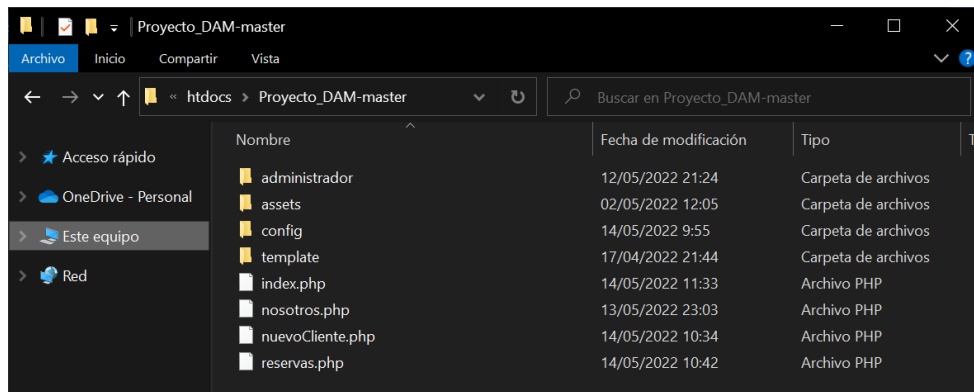 Proyecto_DAM-master
Archivo Inicio Compartir Vista
« htdocs > Proyecto_DAM-master Buscar en Proyecto_DAM-master
Nombre Fecha de modificación Tipo T
Acceso rápido
OneDrive - Personal
Este equipo
Red
administrador 12/05/2022 21:24 Carpeta de archivos
assets 02/05/2022 12:05 Carpeta de archivos
config 14/05/2022 9:55 Carpeta de archivos
template 17/04/2022 21:44 Carpeta de archivos
index.php 14/05/2022 11:33 Archivo PHP
nosotros.php 13/05/2022 23:03 Archivo PHP
nuevoCliente.php 14/05/2022 10:34 Archivo PHP
reservas.php 14/05/2022 10:42 Archivo PHP